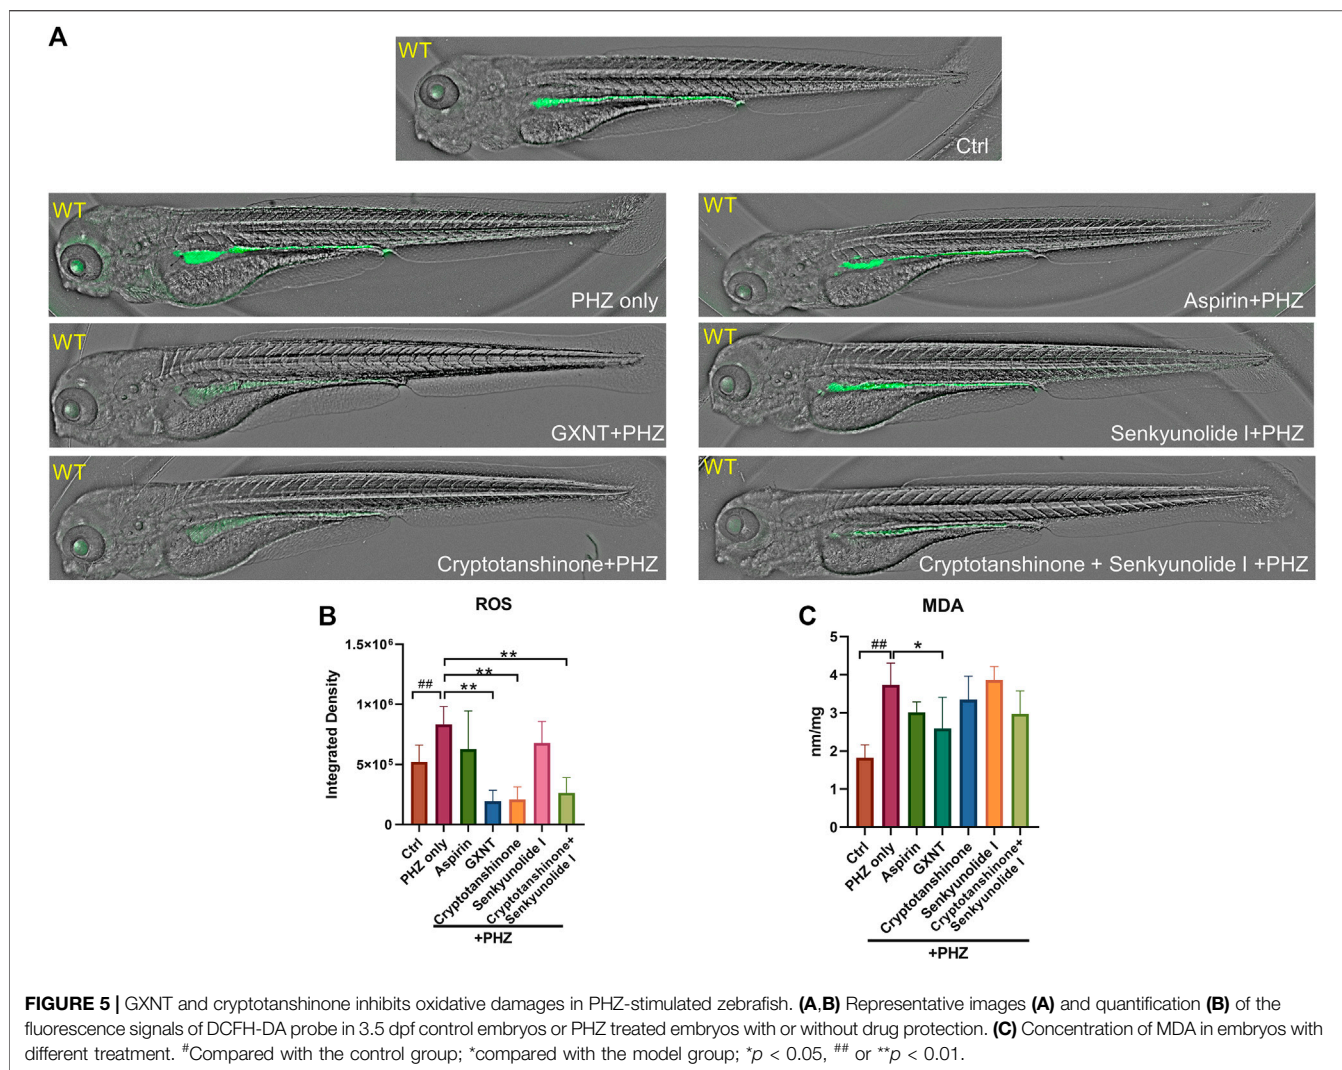 A
WT
Ctrl
WT
PHZ only
WT
Aspirin+PHZ
WT
GXNT+PHZ
WT
Senkyunolide I+PHZ
WT
Cryptotanshinone+PHZ
WT
Cryptotanshinone + Senkyunolide I +PHZ
B
ROS
Integrated Density
1.5×10⁶
1×10⁶
5×10⁵
0
##
**
**
**
Ctrl
PHZ only
Aspirin
GXNT
Cryptotanshinone
Senkyunolide I
Cryptotanshinone+
Senkyunolide I
+PHZ
C
MDA
nm/mg
5
4
3
2
1
0
##
*
Ctrl
PHZ only
Aspirin
GXNT
Cryptotanshinone
Senkyunolide I
Cryptotanshinone+
Senkyunolide I
+PHZ
FIGURE 5 | GXNT and cryptotanshinone inhibits oxidative damages in PHZ-stimulated zebrafish. (A,B) Representative images (A) and quantification (B) of the
fluorescence signals of DCFH-DA probe in 3.5 dpf control embryos or PHZ treated embryos with or without drug protection. (C) Concentration of MDA in embryos with
different treatment. #Compared with the control group; *compared with the model group; *p < 0.05, ## or **p < 0.01.